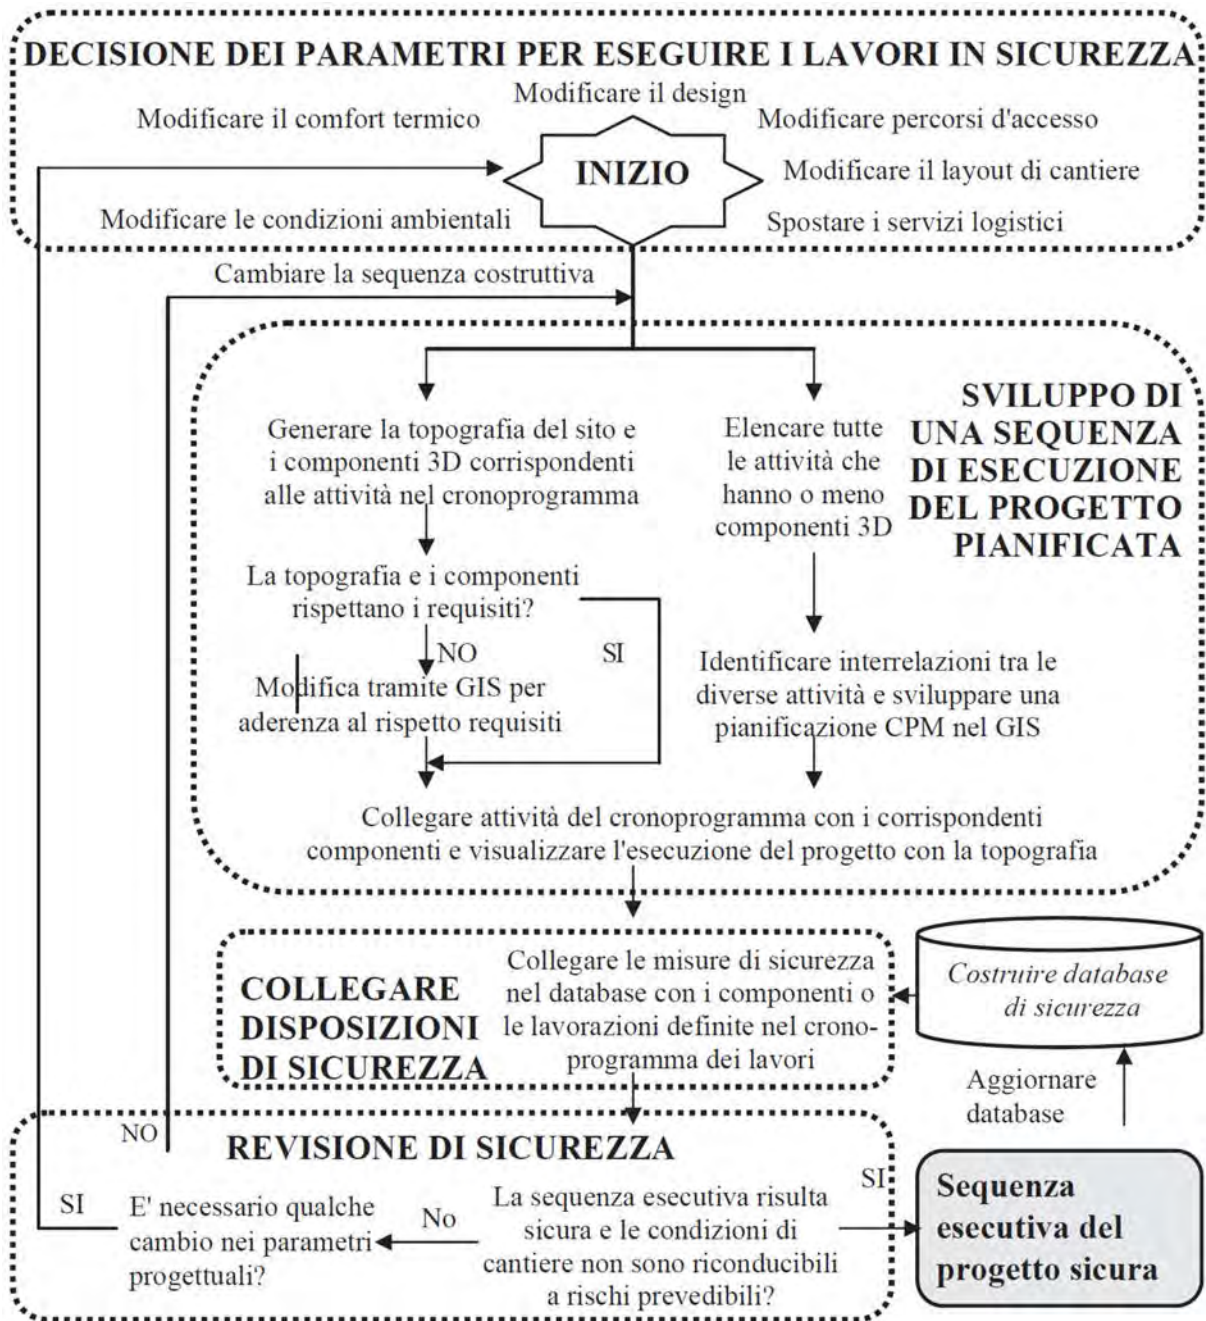 DECISIONE DEI PARAMETRI PER ESEGUIRE I LAVORI IN SICUREZZA
Modificare il design
Modificare il comfort termico
Modificare percorsi d'accesso
INIZIO
Modificare il layout di cantiere
Modificare le condizioni ambientali
Spostare i servizi logistici
Cambiare la sequenza costruttiva
SVILUPPO DI
UNA SEQUENZA
DI ESECUZIONE
DEL PROGETTO
PIANIFICATA
Generare la topografia del sito e
i componenti 3D corrispondenti
alle attività nel cronoprogramma
Elencare tutte
le attività che
hanno o meno
componenti 3D
La topografia e i componenti
rispettano i requisiti?
NO
SI
Modifica tramite GIS per
aderenza al rispetto requisiti
Identificare interrelazioni tra le
diverse attività e sviluppare una
pianificazione CPM nel GIS
Collegare attività del cronoprogramma con i corrispondenti
componenti e visualizzare l'esecuzione del progetto con la topografia
COLLEGARE
DISPOSIZIONI
DI SICUREZZA
Collegare le misure di sicurezza
nel database con i componenti o
le lavorazioni definite nel crono-
programma dei lavori
Costruire database
di sicurezza
Aggiornare
database
NO
REVISIONE DI SICUREZZA
SI
E' necessario qualche
cambio nei parametri
progettuali?
No
La sequenza esecutiva risulta
sicura e le condizioni di
cantiere non sono riconducibili
a rischi prevedibili?
SI
Sequenza
esecutiva del
progetto sicura